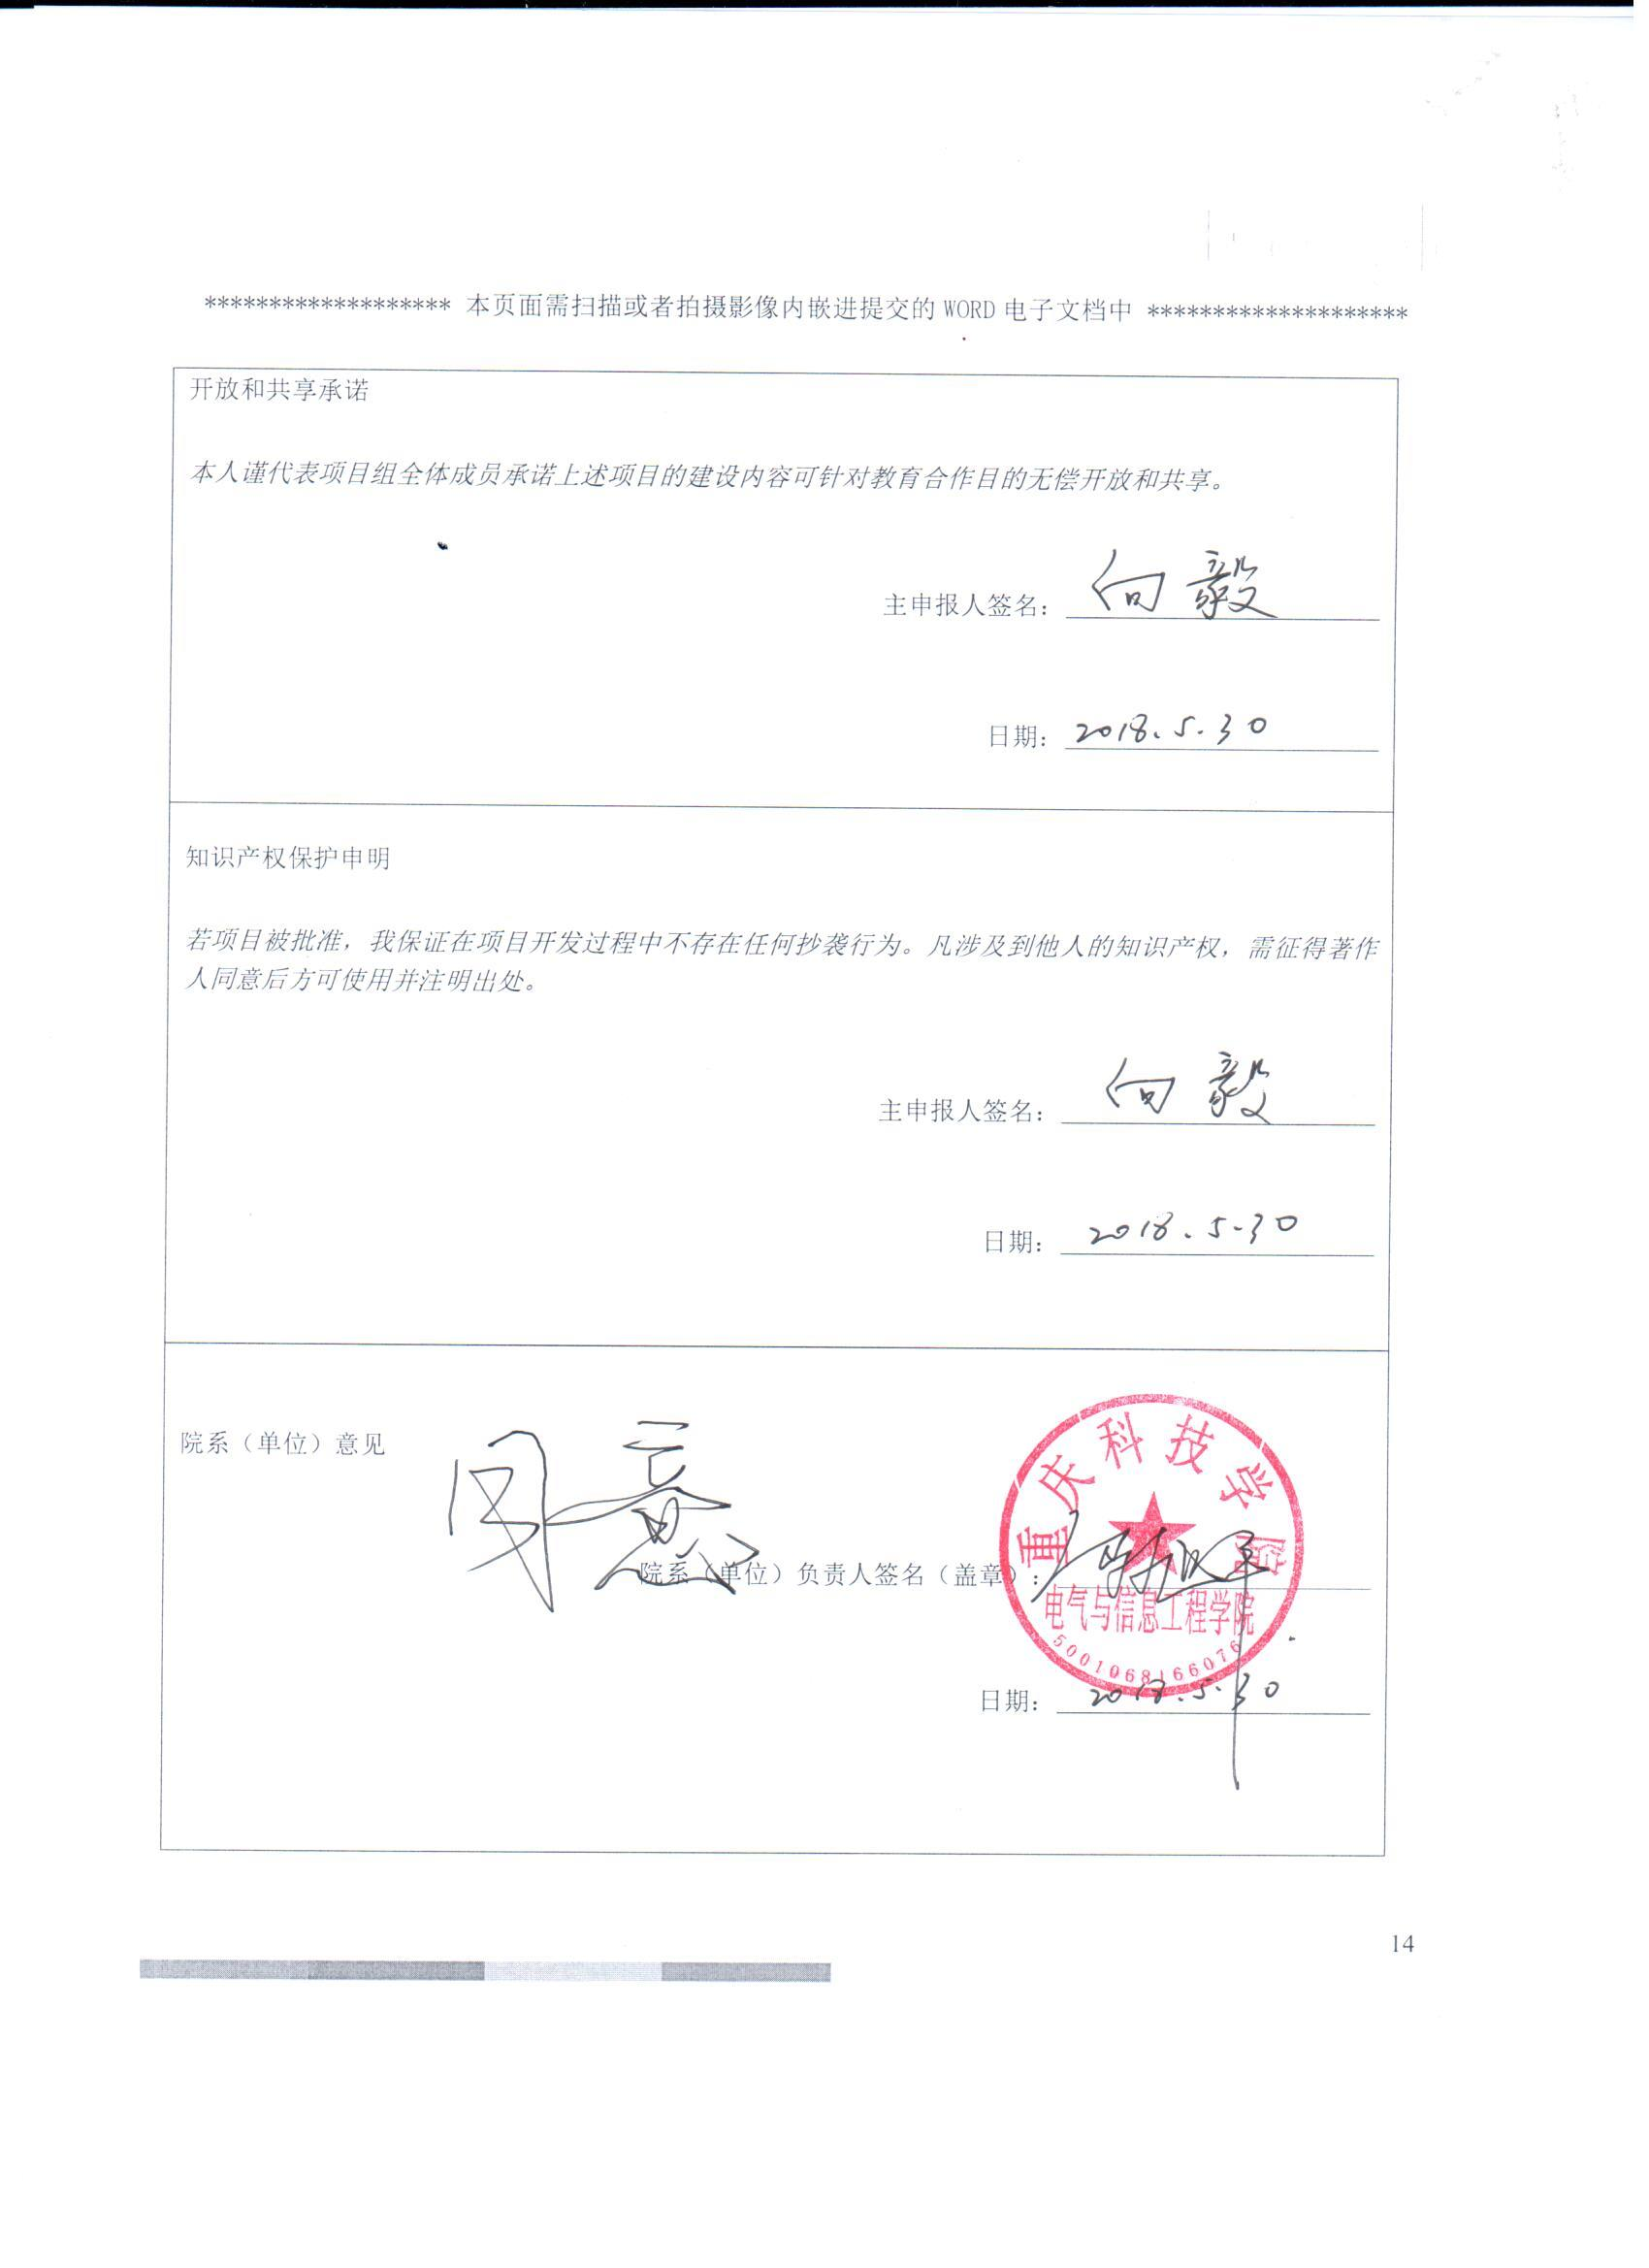 ******************* 本页面需扫描或者拍摄影像内嵌进提交的 WORD 电子文档中 ********************
开放和共享承诺
本人谨代表项目组全体成员承诺上述项目的建设内容可针对教育合作目的无偿开放和共享。
主申报人签名： 向毅
日期： 2018.5.30
知识产权保护申明
若项目被批准，我保证在项目开发过程中不存在任何抄袭行为。凡涉及到他人的知识产权，需征得著作
人同意后方可使用并注明出处。
主申报人签名： 向毅
日期： 2018.5.30
院系（单位）意见
同意
重庆科技学院
院系（单位）负责人签名（盖章）：
电气与信息工程学院
5001068166076
日期： 2018.5.30
14